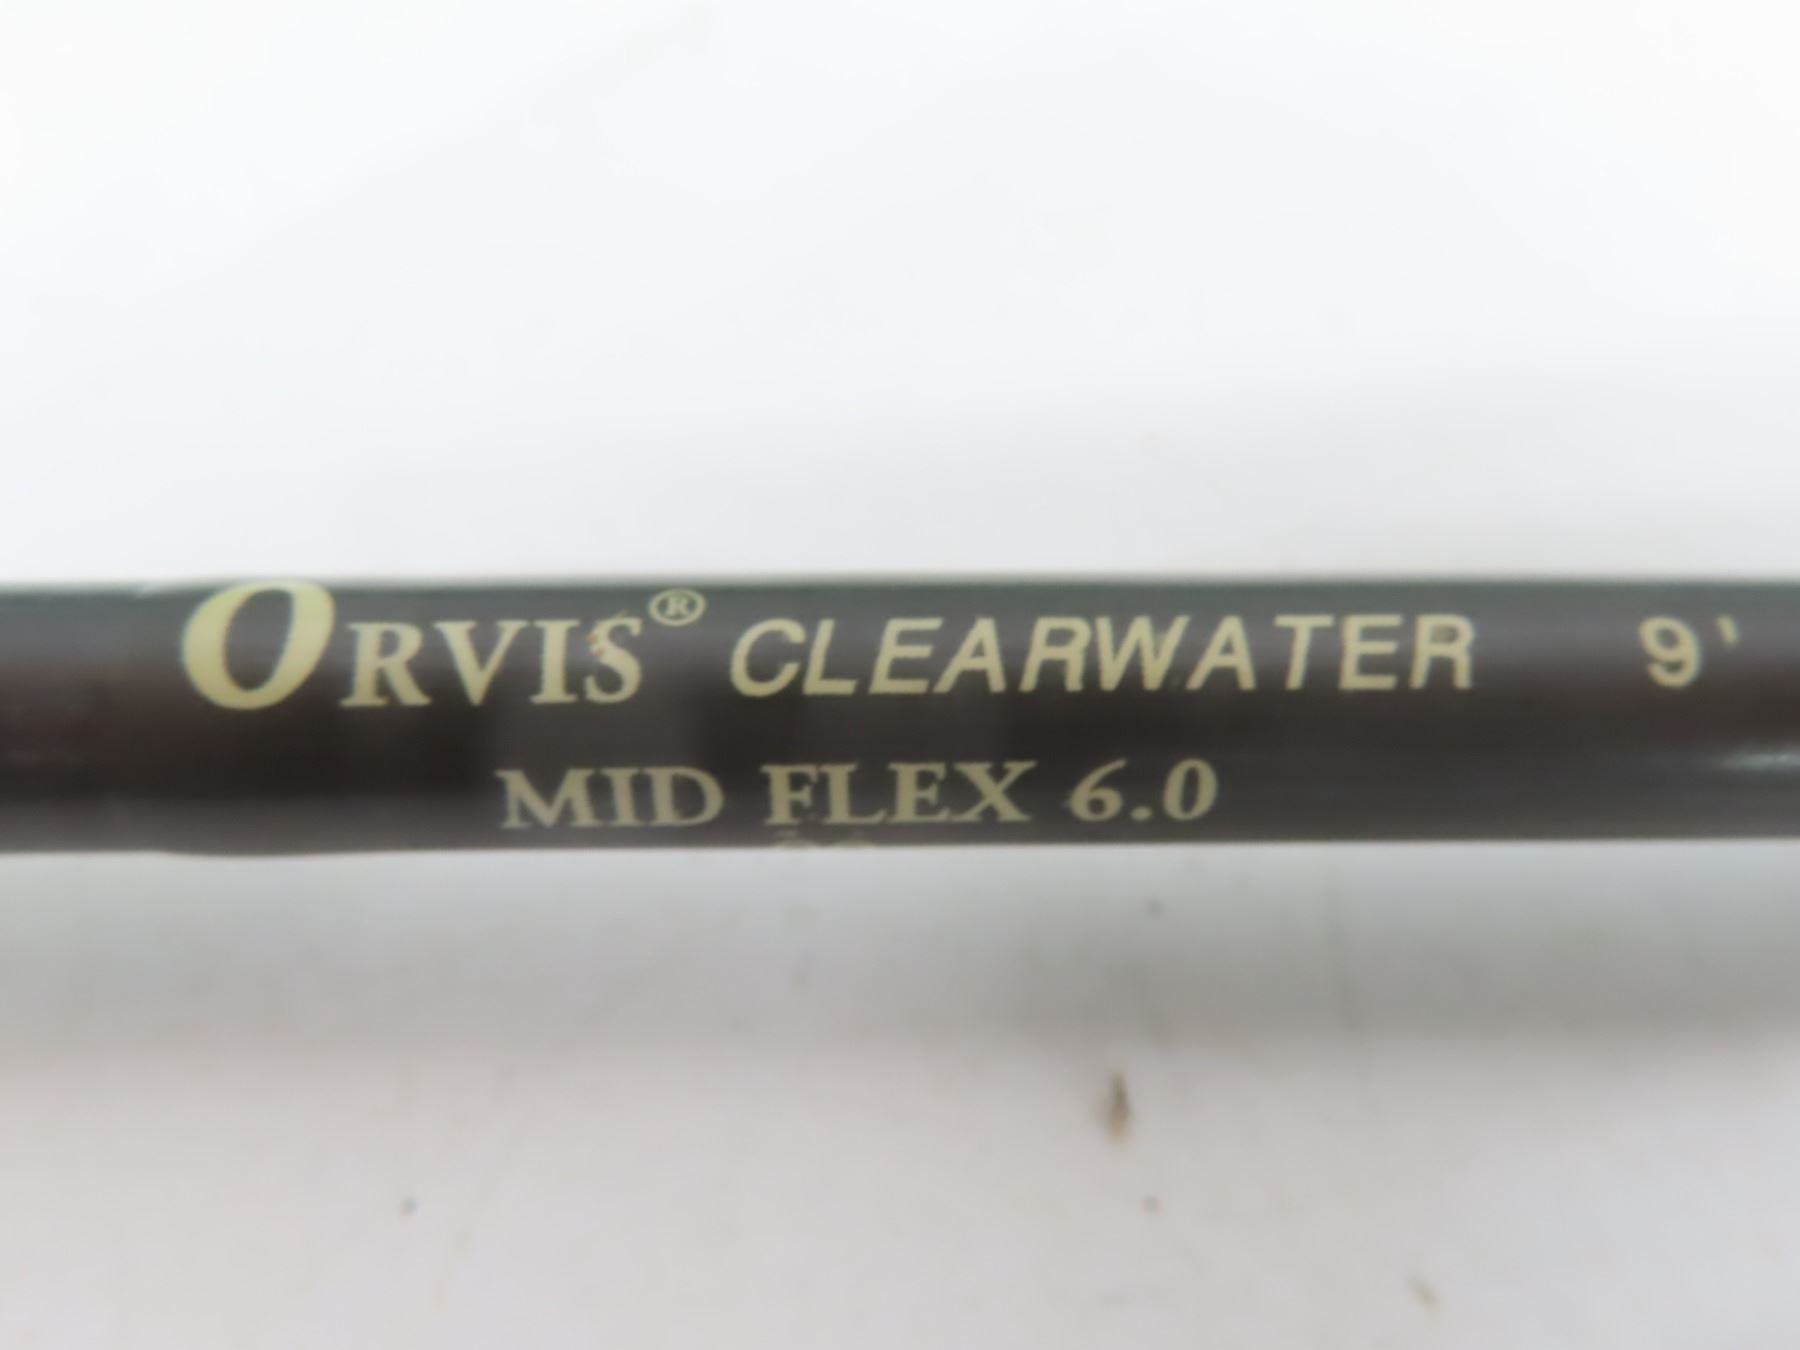 ORVIS® CLEARWATER 9'
MID FLEX 6.0